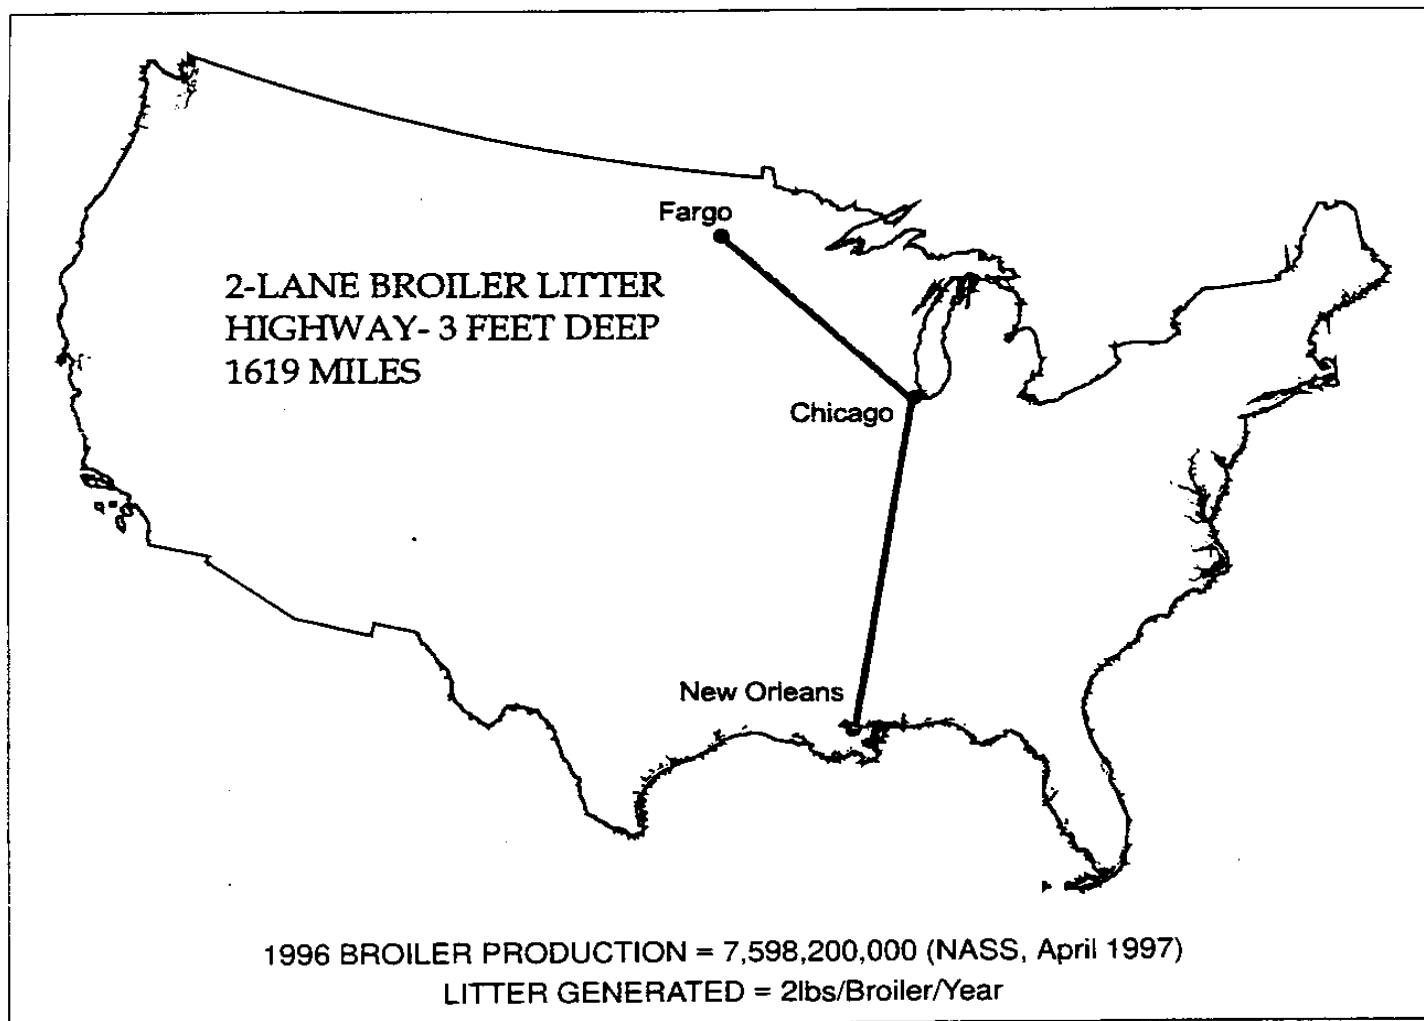 Fargo
2-LANE BROILER LITTER
HIGHWAY- 3 FEET DEEP
1619 MILES
Chicago
New Orleans
1996 BROILER PRODUCTION = 7,598,200,000 (NASS, April 1997)
LITTER GENERATED = 2lbs/Broiler/Year